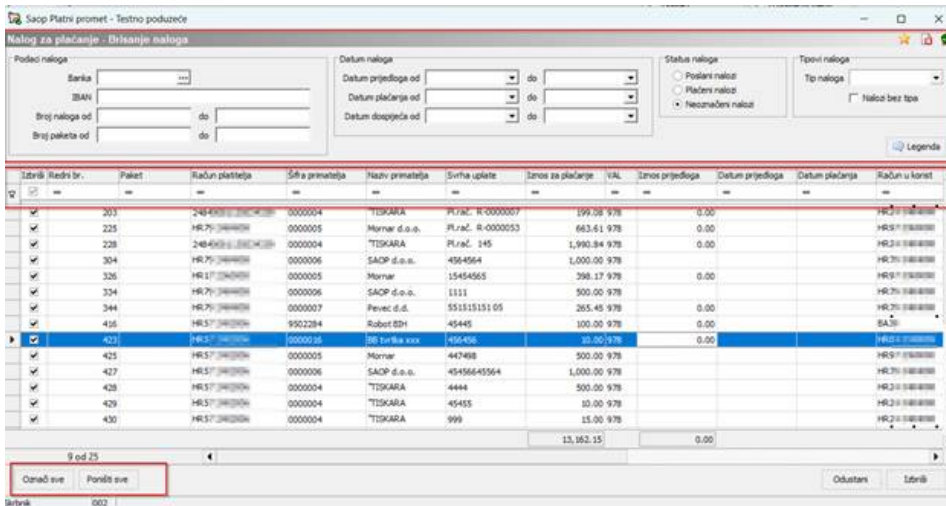 Saop Platni promet - Testno poduzeće
Nalog za plaćanje - Brisanje naloga
Podaci naloga
Banka
IBAN
Broj naloga od do
Broj paketa od do
Datum naloga
Datum prijedloga od do
Datum plaćanja od do
Datum dospijeća od do
Status naloga
Poslani nalozi
Plaćeni nalozi
Neoznačeni nalozi
Tipovi naloga
Tip naloga
Nalozi bez tipa
Legenda
Izbriši Redni br. Paket Račun platitelja Šifra primatelja Naziv primatelja Svrha uplate Iznos za plaćanje VAL Iznos prijedloga Datum prijedloga Datum plaćanja Račun u korist
203 0000004 "TISKARA Pl.rač. R-0000007 199.08 978 0.00
225 0000005 Mornar d.o.o. Pl.rač. R-0000053 663.61 978
228 0000004 "TISKARA Pl.rač. 145 1,990.84 978 0.00
304 0000006 SAOP d.o.o. 4564564 1,000.00 978
326 0000005 Mornar 15454565 398.17 978 0.00
334 0000006 SAOP d.o.o. 1111 500.00 978
344 0000007 Pevec d.d. 551515151 05 265.45 978 0.00
416 9502284 Robot BIH 45445 100.00 978 0.00
423 0000016 BB tvrtka xxx 456456 10.00 978 0.00
425 0000005 Mornar 447498 500.00 978
427 0000006 SAOP d.o.o. 45456645564 1,000.00 978
428 0000004 "TISKARA 4444 500.00 978
429 0000004 "TISKARA 45455 10.00 978
430 0000004 "TISKARA 999 15.00 978
13,162.15 0.00
9 od 25
Označi sve Poništi sve Odustani Izbriši
Skrbnik 002